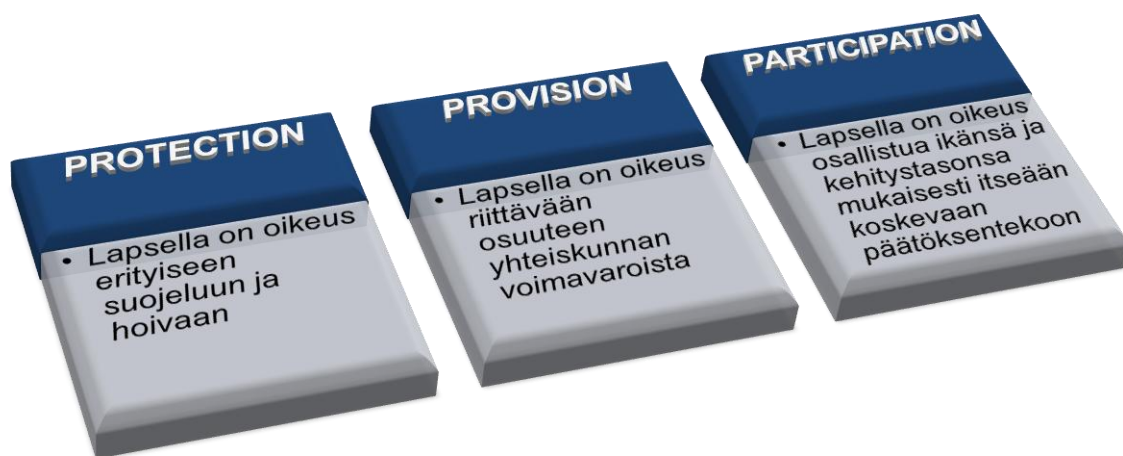 PROTECTION
• Lapsella on oikeus
erityiseen
suojeluun ja
hoivaan
PROVISION
• Lapsella on oikeus
riittävään
osuuteen
yhteiskunnan
voimavaroista
PARTICIPATION
• Lapsella on oikeus
osallistua ikänsä ja
kehitystasonsa
mukaisesti itseään
koskevaan
päätöksentekoon